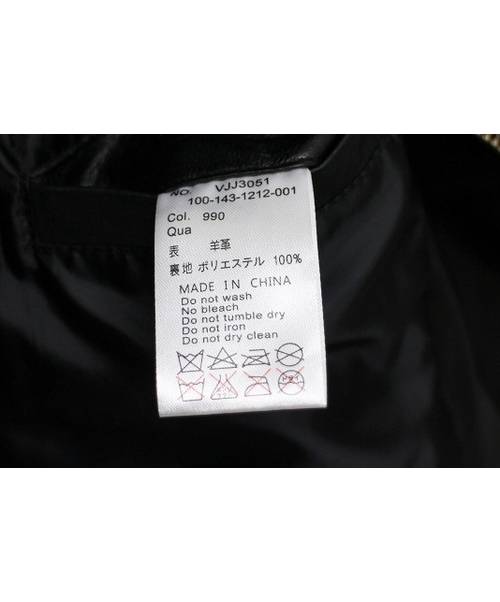 NO. VJJ3051
100-143-1212-001
Col. 990
Qua
表 羊革
裏地 ポリエステル 100%
MADE IN CHINA
Do not wash
No bleach
Do not tumble dry
Do not iron
Do not dry clean